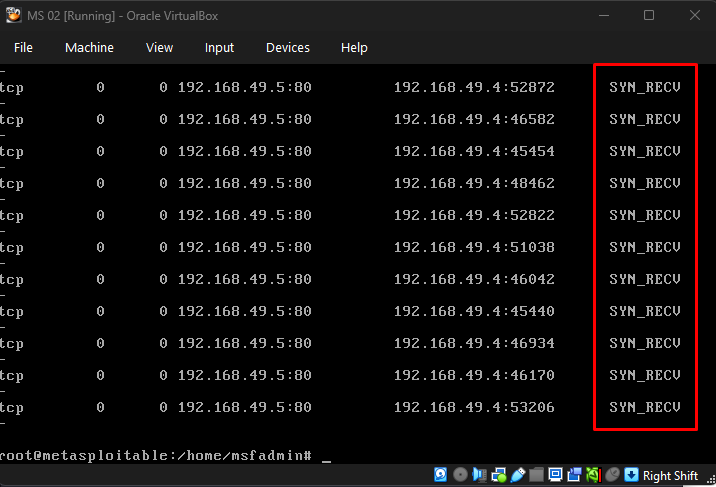 MS 02 [Running] - Oracle VirtualBox
File Machine View Input Devices Help
-
tcp 0 0 192.168.49.5:80 192.168.49.4:52872 SYN_RECV
-
tcp 0 0 192.168.49.5:80 192.168.49.4:46582 SYN_RECV
-
tcp 0 0 192.168.49.5:80 192.168.49.4:45454 SYN_RECV
-
tcp 0 0 192.168.49.5:80 192.168.49.4:48462 SYN_RECV
-
tcp 0 0 192.168.49.5:80 192.168.49.4:52822 SYN_RECV
-
tcp 0 0 192.168.49.5:80 192.168.49.4:51038 SYN_RECV
-
tcp 0 0 192.168.49.5:80 192.168.49.4:46042 SYN_RECV
-
tcp 0 0 192.168.49.5:80 192.168.49.4:45440 SYN_RECV
-
tcp 0 0 192.168.49.5:80 192.168.49.4:46934 SYN_RECV
-
tcp 0 0 192.168.49.5:80 192.168.49.4:46170 SYN_RECV
-
tcp 0 0 192.168.49.5:80 192.168.49.4:53206 SYN_RECV
-
root@metasploitable:/home/msfadmin# _
Right Shift